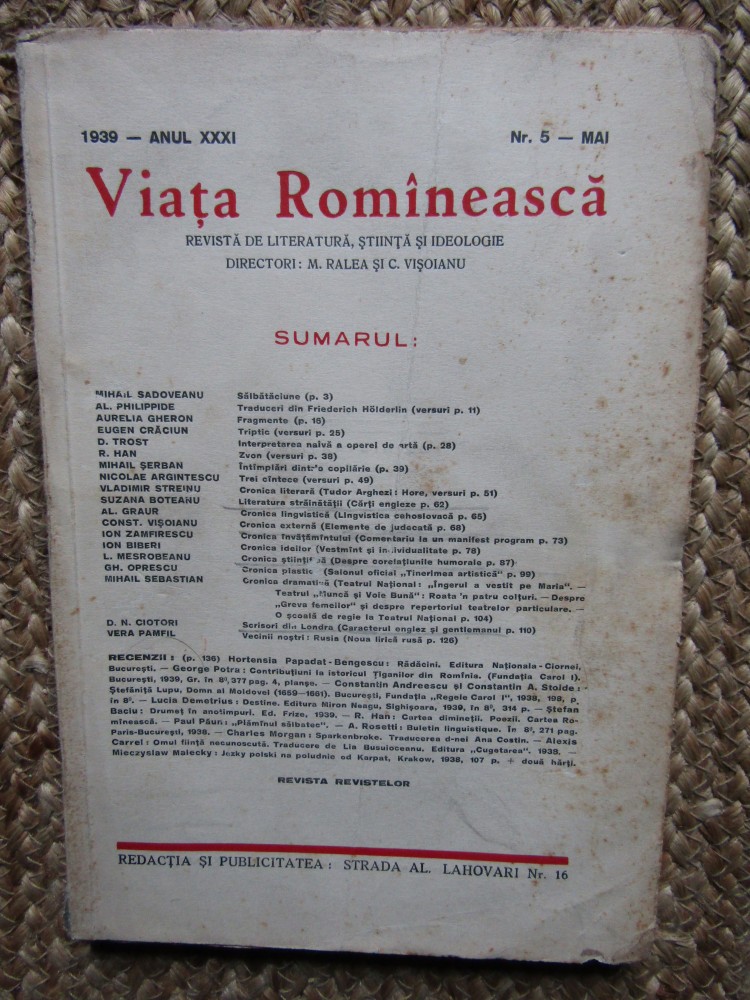 1939 — ANUL XXXI Nr. 5 — MAI
Viața Romînească
REVISTĂ DE LITERATURĂ, ȘTIINȚĂ ȘI IDEOLOGIE
DIRECTORI: M. RALEA ȘI C. VIȘOIANU
SUMARUL:
MIHAIL SADOVEANU Sălbătăciune (p. 3)
AL. PHILIPPIDE Traduceri din Friederich Hölderlin (versuri p. 11)
AURELIA GHERON Fragmente (p. 15)
EUGEN CRĂCIUN Triptic (versuri p. 25)
D. TROST Interpretarea naivă a operei de artă (p. 28)
R. HAN Zvon (versuri p. 38)
MIHAIL ȘERBAN Întîmplări dintr'o copilărie (p. 39)
NICOLAE ARGINTESCU Trei cîntece (versuri p. 49)
VLADIMIR STREINU Cronica literară (Tudor Arghezi: Hore, versuri p. 51)
SUZANA BOTEANU Literatura străinătății (Cărți engleze p. 62)
AL. GRAUR Cronica lingvistică (Lingvistica cehoslovacă p. 65)
CONST. VIȘOIANU Cronica externă (Elemente de judecată p. 68)
ION ZAMFIRESCU Cronica învățămîntului (Comentariu la un manifest program p. 73)
ION BIBERI Cronica ideilor (Vestmînt și individualitate p. 78)
L. MESROBEANU Cronica științifică (Despre corelațiunile humorale p. 87)
GH. OPRESCU Cronica plastică (Salonul oficial „Tinerimea artistică" p. 99)
MIHAIL SEBASTIAN Cronica dramatică (Teatrul Național: „Îngerul a vestit pe Maria". —
Teatrul „Muncă și Voie Bună": Roata 'n patru colțuri. — Despre
„Greva femeilor" și despre repertoriul teatrelor particulare. —
O școală de regie la Teatrul Național p. 104)
D. N. CIOTORI Scrisori din Londra (Caracterul englez și gentlemanul p. 110)
VERA PAMFIL Vecinii noștri: Rusia (Noua lirică rusă p. 126)
RECENZII: (p. 136) Hortensia Papadat-Bengescu: Rădăcini. Editura Naționala-Ciornei,
București. — George Potra: Contribuțiuni la istoricul Țiganilor din Romînia. (Fundația Carol I).
București, 1939, Gr. în 8º, 377 pag. 4, planșe. — Constantin Andreescu și Constantin A. Stoide:
Ștefăniță Lupu, Domn al Moldovei (1659—1661). București, Fundația „Regele Carol I", 1938, 198, p.
în 8º. — Lucia Demetrius: Destine. Editura Miron Neagu, Sighișoara, 1939, în 8º, 314 p. — Ștefan
Baciu: Drumeț în anotimpuri. Ed. Frize, 1939. — R. Han: Cartea dimineții. Poezii. Cartea Ro-
mînească. — Paul Păun: „Plămînul sălbatec". — A. Rosetti: Buletin linguistique. În 8º, 271 pag.
Paris-București, 1938. — Charles Morgan: Sparkenbroke. Traducerea d-nei Ana Costin. — Alexis
Carrel: Omul ființă necunoscută. Traducere de Lia Busuioceanu. Editura „Cugetarea". 1938. —
Mieczyslaw Malecky: Jezky polski na poludnie od Karpat, Krakow, 1938, 107 p. + două hărți.
REVISTA REVISTELOR
REDACȚIA ȘI PUBLICITATEA: STRADA AL. LAHOVARI Nr. 16